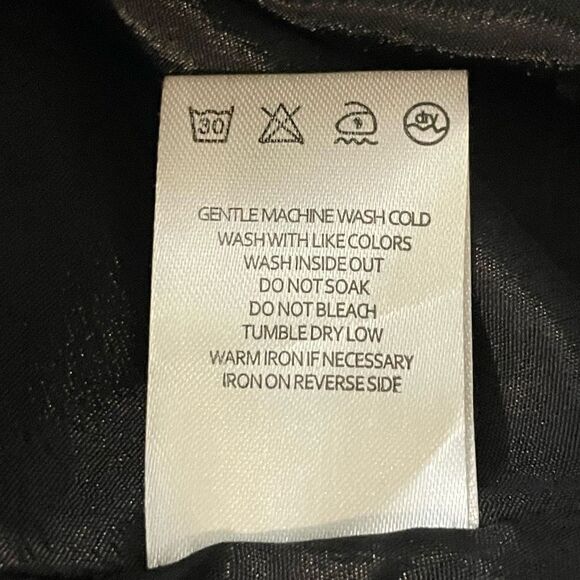 30 dry
GENTLE MACHINE WASH COLD
WASH WITH LIKE COLORS
WASH INSIDE OUT
DO NOT SOAK
DO NOT BLEACH
TUMBLE DRY LOW
WARM IRON IF NECESSARY
IRON ON REVERSE SIDE